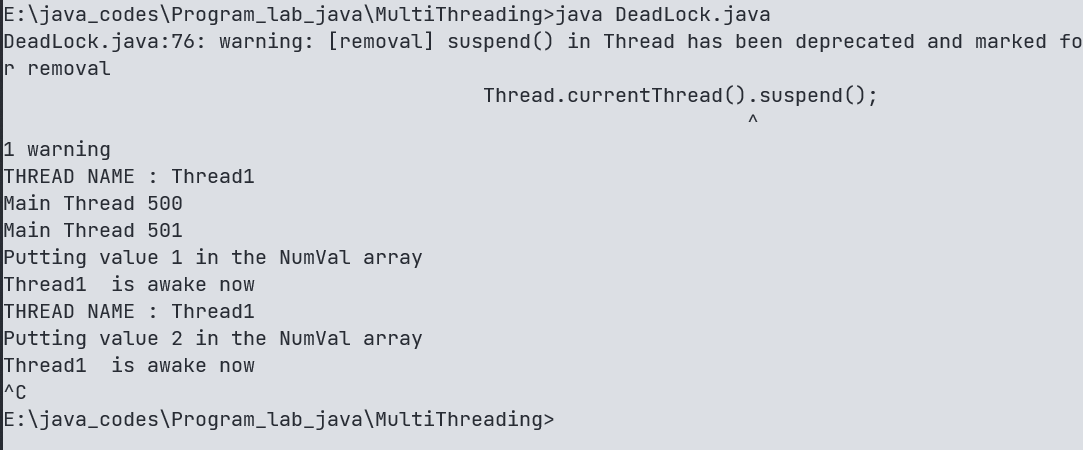 E:\java_codes\Program_lab_java\MultiThreading>java DeadLock.java
DeadLock.java:76: warning: [removal] suspend() in Thread has been deprecated and marked fo
r removal
                                        Thread.currentThread().suspend();
                                                              ^
1 warning
THREAD NAME : Thread1
Main Thread 500
Main Thread 501
Putting value 1 in the NumVal array
Thread1  is awake now
THREAD NAME : Thread1
Putting value 2 in the NumVal array
Thread1  is awake now
^C
E:\java_codes\Program_lab_java\MultiThreading>